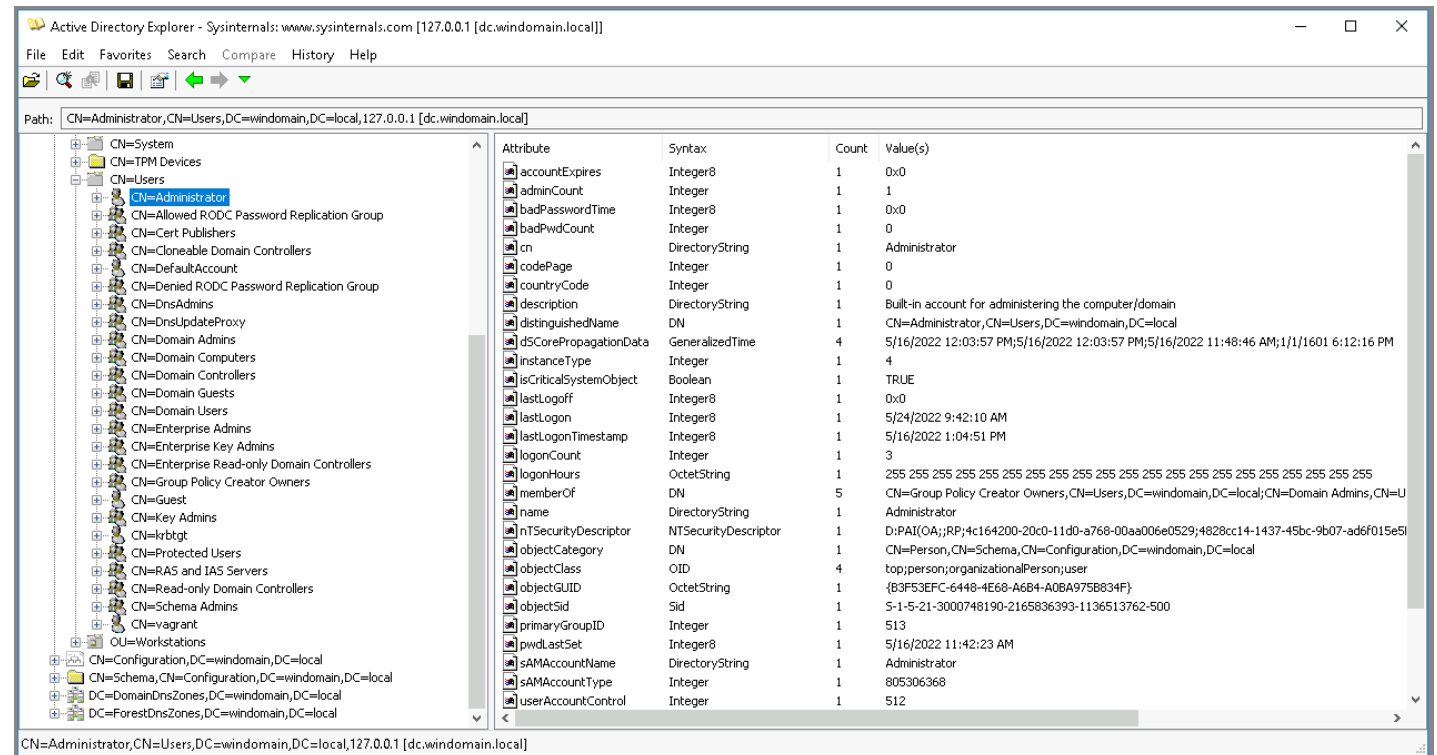 Active Directory Explorer - Sysinternals: www.sysinternals.com [127.0.0.1 [dc.windomain.local]]
File Edit Favorites Search Compare History Help
Path: CN=Administrator,CN=Users,DC=windomain,DC=local,127.0.0.1 [dc.windomain.local]
CN=System
CN=TPM Devices
CN=Users
CN=Administrator
CN=Allowed RODC Password Replication Group
CN=Cert Publishers
CN=Cloneable Domain Controllers
CN=DefaultAccount
CN=Denied RODC Password Replication Group
CN=DnsAdmins
CN=DnsUpdateProxy
CN=Domain Admins
CN=Domain Computers
CN=Domain Controllers
CN=Domain Guests
CN=Domain Users
CN=Enterprise Admins
CN=Enterprise Key Admins
CN=Enterprise Read-only Domain Controllers
CN=Group Policy Creator Owners
CN=Guest
CN=Key Admins
CN=krbtgt
CN=Protected Users
CN=RAS and IAS Servers
CN=Read-only Domain Controllers
CN=Schema Admins
CN=vagrant
OU=Workstations
CN=Configuration,DC=windomain,DC=local
CN=Schema,CN=Configuration,DC=windomain,DC=local
DC=DomainDnsZones,DC=windomain,DC=local
DC=ForestDnsZones,DC=windomain,DC=local
Attribute Syntax Count Value(s)
accountExpires Integer8 1 0x0
adminCount Integer 1 1
badPasswordTime Integer8 1 0x0
badPwdCount Integer 1 0
cn DirectoryString 1 Administrator
codePage Integer 1 0
countryCode Integer 1 0
description DirectoryString 1 Built-in account for administering the computer/domain
distinguishedName DN 1 CN=Administrator,CN=Users,DC=windomain,DC=local
dSCorePropagationData GeneralizedTime 4 5/16/2022 12:03:57 PM;5/16/2022 12:03:57 PM;5/16/2022 11:48:46 AM;1/1/1601 6:12:16 PM
instanceType Integer 1 4
isCriticalSystemObject Boolean 1 TRUE
lastLogoff Integer8 1 0x0
lastLogon Integer8 1 5/24/2022 9:42:10 AM
lastLogonTimestamp Integer8 1 5/16/2022 1:04:51 PM
logonCount Integer 1 3
logonHours OctetString 1 255 255 255 255 255 255 255 255 255 255 255 255 255 255 255 255 255 255 255 255 255
memberOf DN 5 CN=Group Policy Creator Owners,CN=Users,DC=windomain,DC=local;CN=Domain Admins,CN=U
name DirectoryString 1 Administrator
nTSecurityDescriptor NTSecurityDescriptor 1 D:PAI(OA;;RP;4c164200-20c0-11d0-a768-00aa006e0529;4828cc14-1437-45bc-9b07-ad6f015e5
objectCategory DN 1 CN=Person,CN=Schema,CN=Configuration,DC=windomain,DC=local
objectClass OID 4 top;person;organizationalPerson;user
objectGUID OctetString 1 {B3F53EFC-6448-4E68-A6B4-A0BA975B834F}
objectSid Sid 1 S-1-5-21-3000748190-2165836393-1136513762-500
primaryGroupID Integer 1 513
pwdLastSet Integer8 1 5/16/2022 11:42:23 AM
sAMAccountName DirectoryString 1 Administrator
sAMAccountType Integer 1 805306368
userAccountControl Integer 1 512
CN=Administrator,CN=Users,DC=windomain,DC=local,127.0.0.1 [dc.windomain.local]